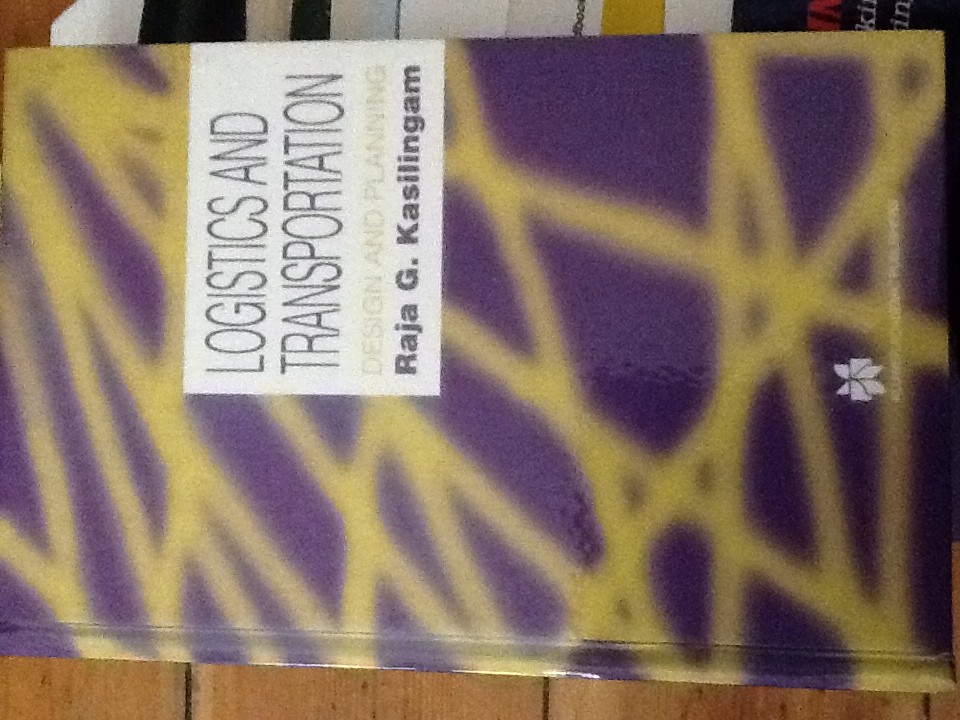 LOGISTICS AND
TRANSPORTATION
DESIGN AND PLANNING
Raja G. Kasilingam